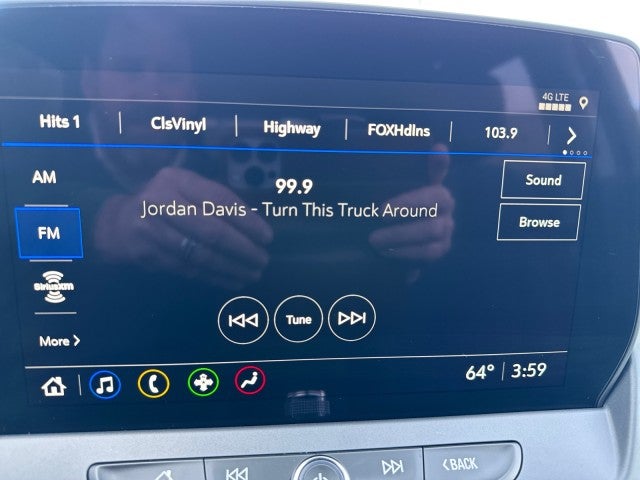 4G LTE
Hits 1 ClsVinyl Highway FOXHdlns 103.9
AM
99.9
Sound
Jordan Davis - Turn This Truck Around
FM
Browse
SiriusXM
Tune
More
64° 3:59
BACK